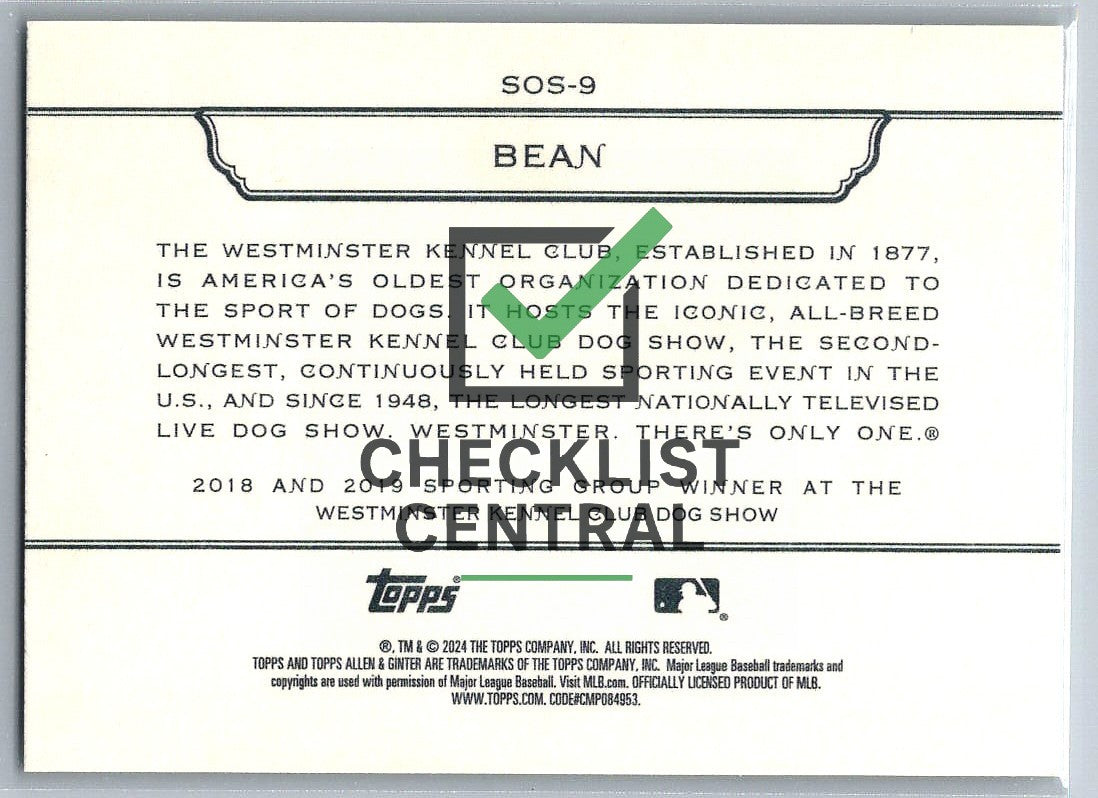 SOS-9
BEAN
THE WESTMINSTER KENNEL CLUB, ESTABLISHED IN 1877,
IS AMERICA'S OLDEST ORGANIZATION DEDICATED TO
THE SPORT OF DOGS. IT HOSTS THE ICONIC, ALL-BREED
WESTMINSTER KENNEL CLUB DOG SHOW, THE SECOND-
LONGEST, CONTINUOUSLY HELD SPORTING EVENT IN THE
U.S., AND SINCE 1948, THE LONGEST NATIONALLY TELEVISED
LIVE DOG SHOW. WESTMINSTER. THERE'S ONLY ONE.®
CHECKLIST
2018 AND 2019 SPORTING GROUP WINNER AT THE
WESTMINSTER KENNEL CLUB DOG SHOW
CENTRAL
Topps®
®
®, TM & © 2024 THE TOPPS COMPANY, INC. ALL RIGHTS RESERVED.
TOPPS AND TOPPS ALLEN & GINTER ARE TRADEMARKS OF THE TOPPS COMPANY, INC. Major League Baseball trademarks and
copyrights are used with permission of Major League Baseball. Visit MLB.com. OFFICIALLY LICENSED PRODUCT OF MLB.
WWW.TOPPS.COM. CODE#CMP084953.